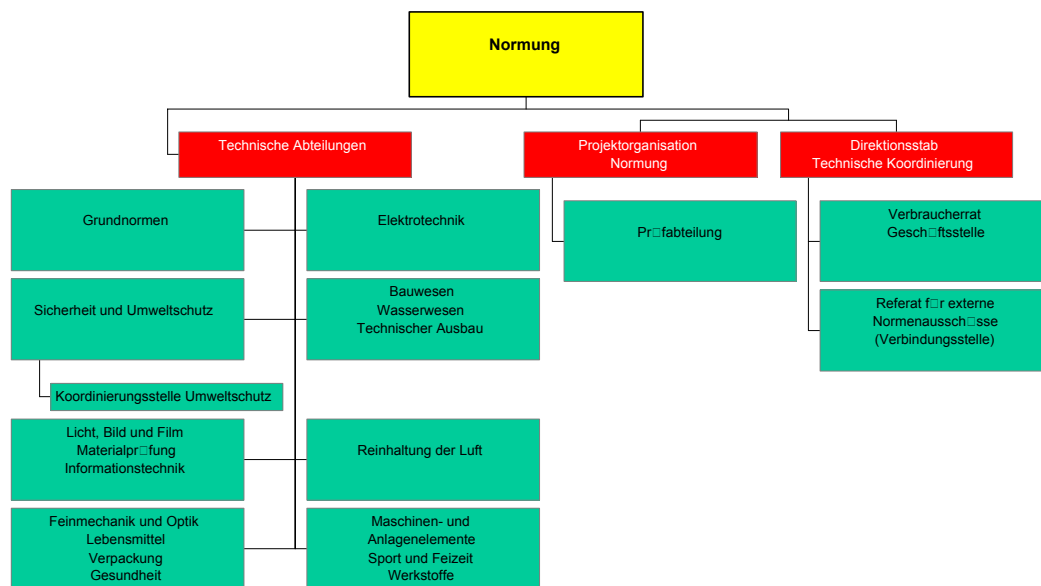 Normung
Technische Abteilungen
Projektorganisation
Normung
Direktionsstab
Technische Koordinierung
Grundnormen
Elektrotechnik
Pr□fabteilung
Verbraucherrat
Gesch□ftsstelle
Sicherheit und Umweltschutz
Bauwesen
Wasserwesen
Technischer Ausbau
Referat f□r externe
Normenaussch□sse
(Verbindungsstelle)
Koordinierungsstelle Umweltschutz
Licht, Bild und Film
Materialpr□fung
Informationstechnik
Reinhaltung der Luft
Feinmechanik und Optik
Lebensmittel
Verpackung
Gesundheit
Maschinen- und
Anlagenelemente
Sport und Feizeit
Werkstoffe